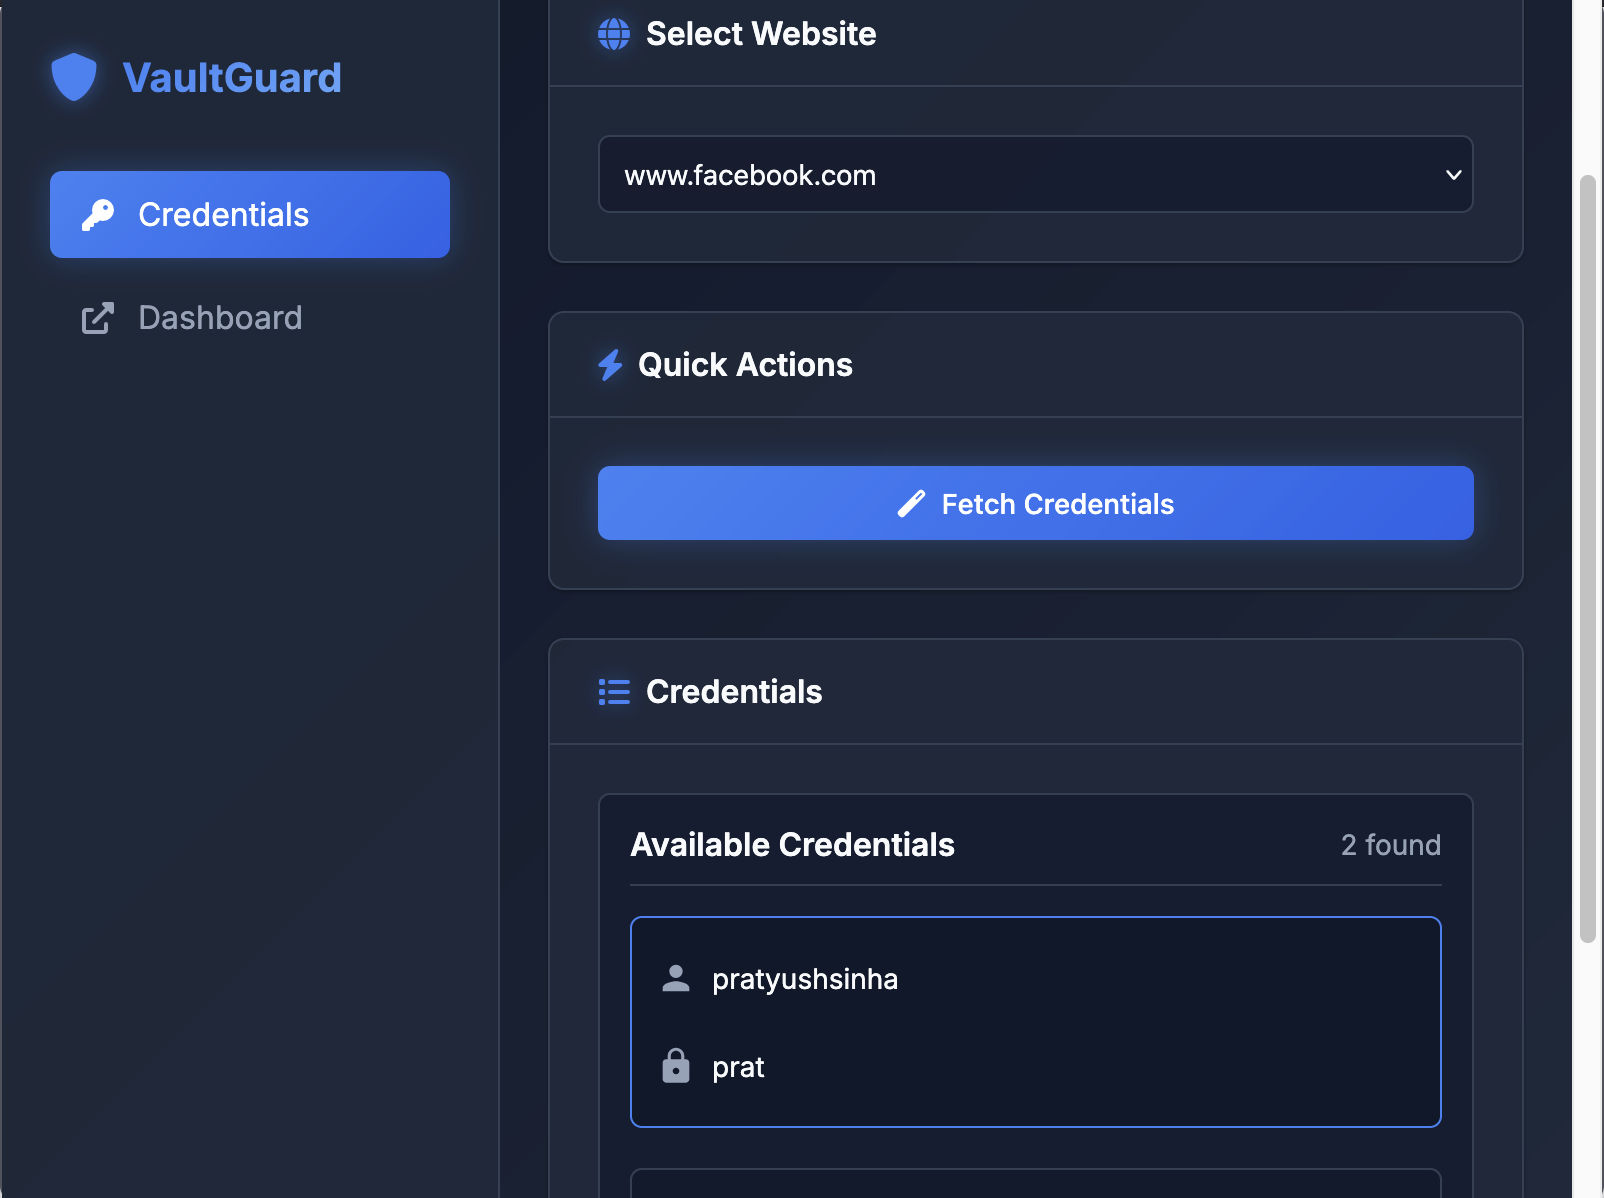 VaultGuard
Credentials
Dashboard
Select Website
www.facebook.com
Quick Actions
Fetch Credentials
Credentials
Available Credentials
2 found
pratyushsinha
prat